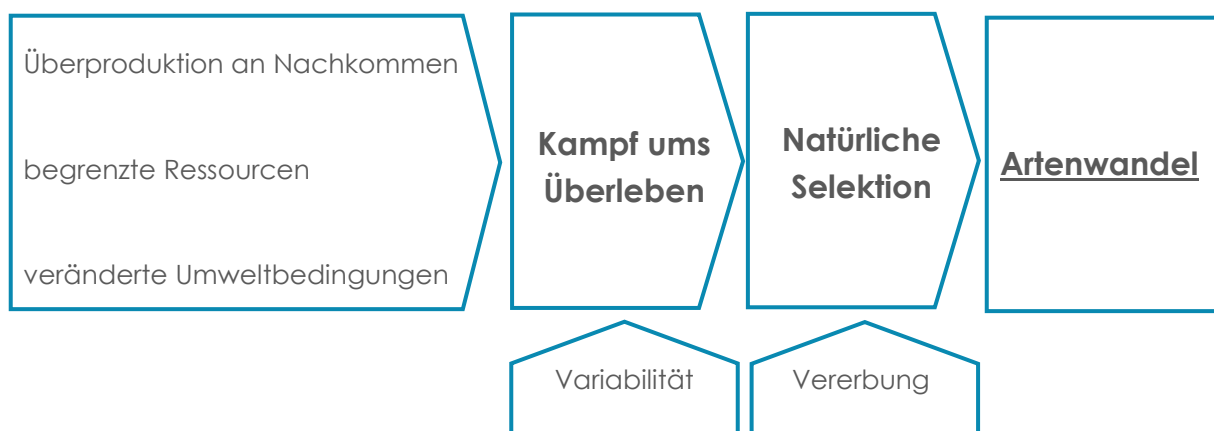 Überproduktion an Nachkommen
begrenzte Ressourcen
veränderte Umweltbedingungen
Kampf ums
Überleben
Natürliche
Selektion
Artenwandel
Variabilität
Vererbung